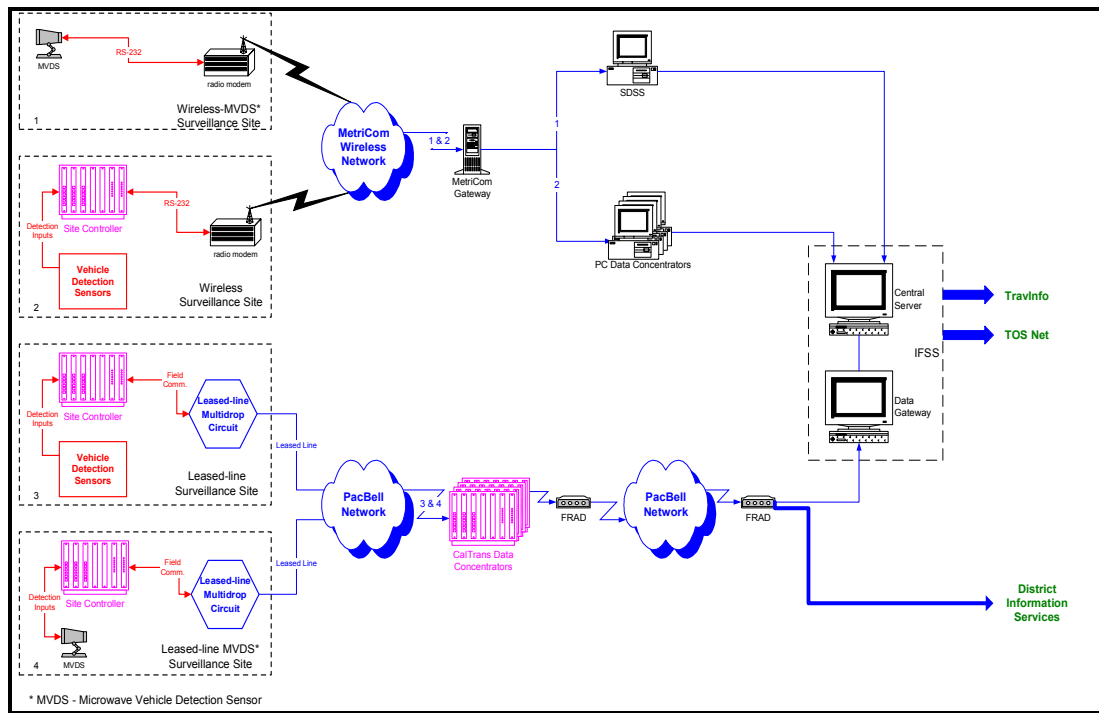 MVDS
RS-232
radio modem
1
Wireless-MVDS*
Surveillance Site
Site Controller
RS-232
Detection
Inputs
radio modem
Vehicle
Detection
Sensors
2
Wireless
Surveillance Site
MetriCom
Wireless
Network
1 & 2
MetriCom
Gateway
1
2
SDSS
PC Data Concentrators
Central
Server
IFSS
Data
Gateway
TravInfo
TOS Net
Site Controller
Field
Comm.
Detection
Inputs
Leased-line
Multidrop
Circuit
Vehicle
Detection
Sensors
3
Leased-line
Surveillance Site
Leased Line
Site Controller
Field
Comm.
Detection
Inputs
Leased-line
Multidrop
Circuit
MVDS
4
Leased-line MVDS*
Surveillance Site
Leased Line
PacBell
Network
3 & 4
CalTrans Data
Concentrators
FRAD
PacBell
Network
FRAD
District
Information
Services
* MVDS - Microwave Vehicle Detection Sensor